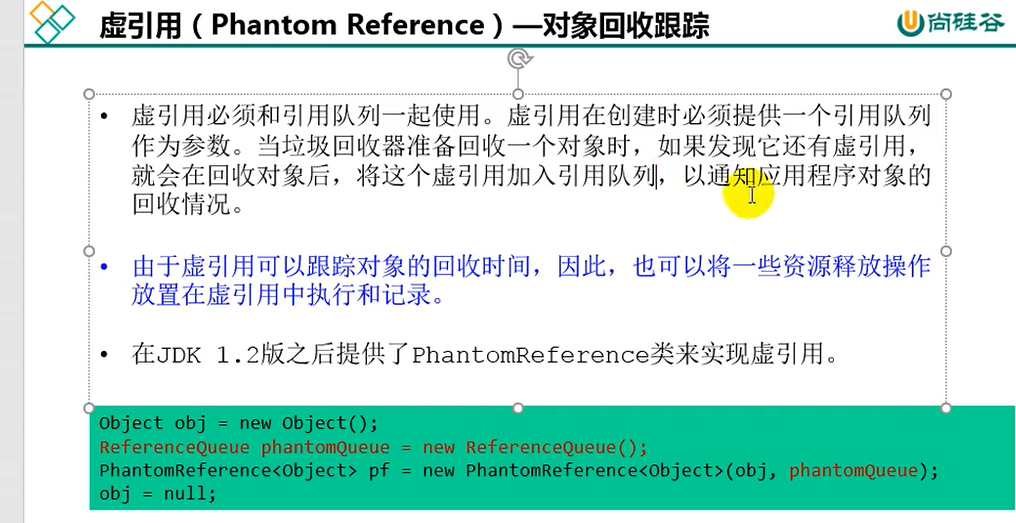 虚引用（Phantom Reference）—对象回收跟踪
尚硅谷
• 虚引用必须和引用队列一起使用。虚引用在创建时必须提供一个引用队列
作为参数。当垃圾回收器准备回收一个对象时，如果发现它还有虚引用，
就会在回收对象后，将这个虚引用加入引用队列，以通知应用程序对象的
回收情况。
• 由于虚引用可以跟踪对象的回收时间，因此，也可以将一些资源释放操作
放置在虚引用中执行和记录。
• 在JDK 1.2版之后提供了PhantomReference类来实现虚引用。
Object obj = new Object();
ReferenceQueue phantomQueue = new ReferenceQueue();
PhantomReference<Object> pf = new PhantomReference<Object>(obj, phantomQueue);
obj = null;